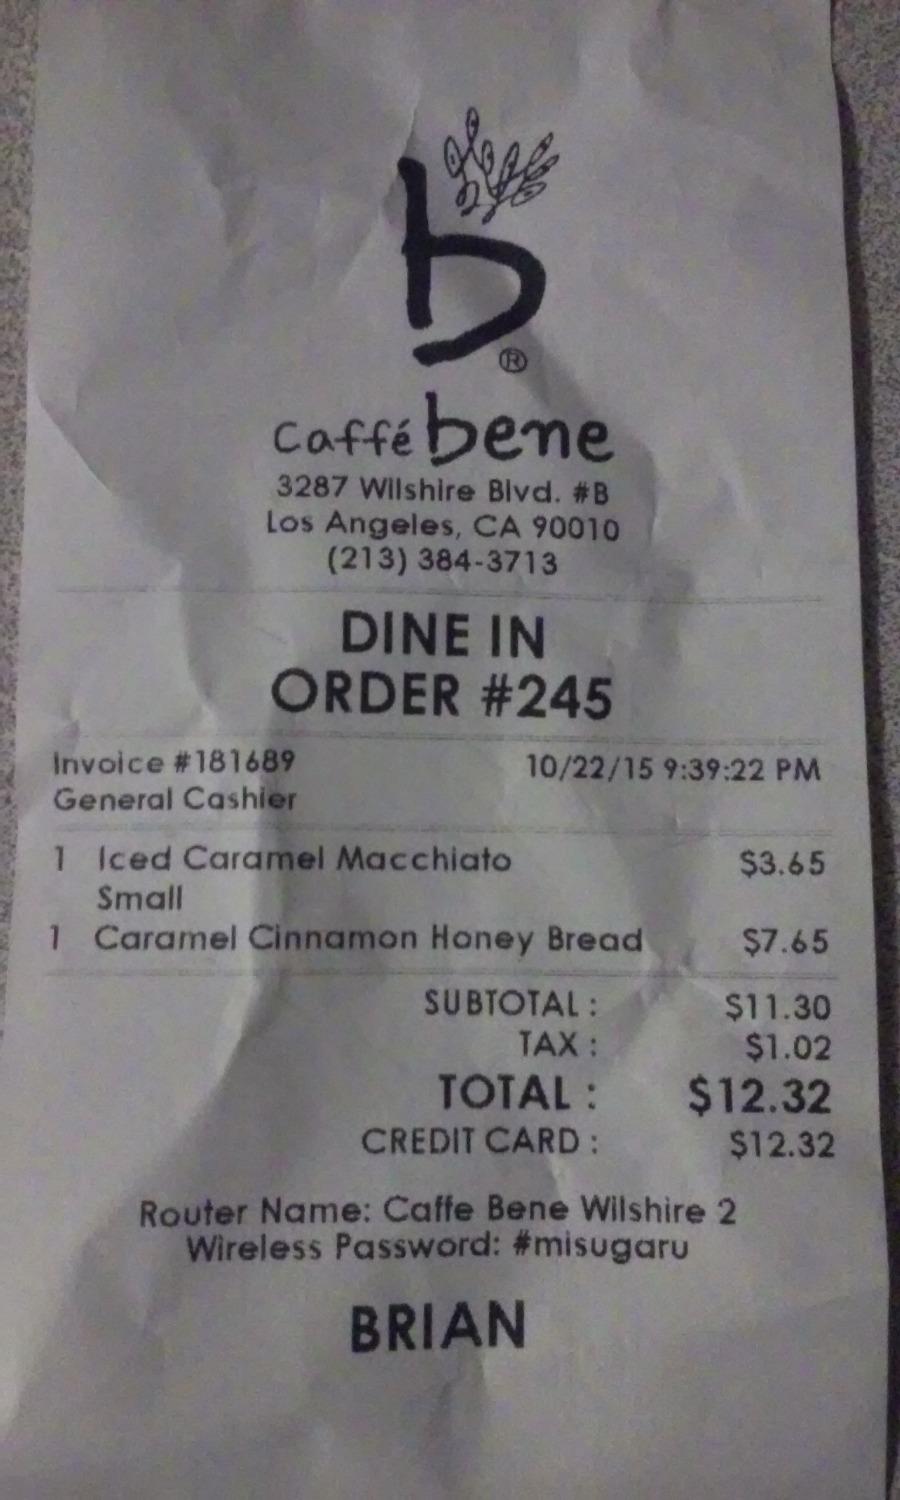 b
®
Caffé bene
3287 Wilshire Blvd. #B
Los Angeles, CA 90010
(213) 384-3713
DINE IN
ORDER #245
Invoice #181689 10/22/15 9:39:22 PM
General Cashier
1 Iced Caramel Macchiato $3.65
Small
1 Caramel Cinnamon Honey Bread $7.65
SUBTOTAL : $11.30
TAX : $1.02
TOTAL : $12.32
CREDIT CARD : $12.32
Router Name: Caffe Bene Wilshire 2
Wireless Password: #misugaru
BRIAN